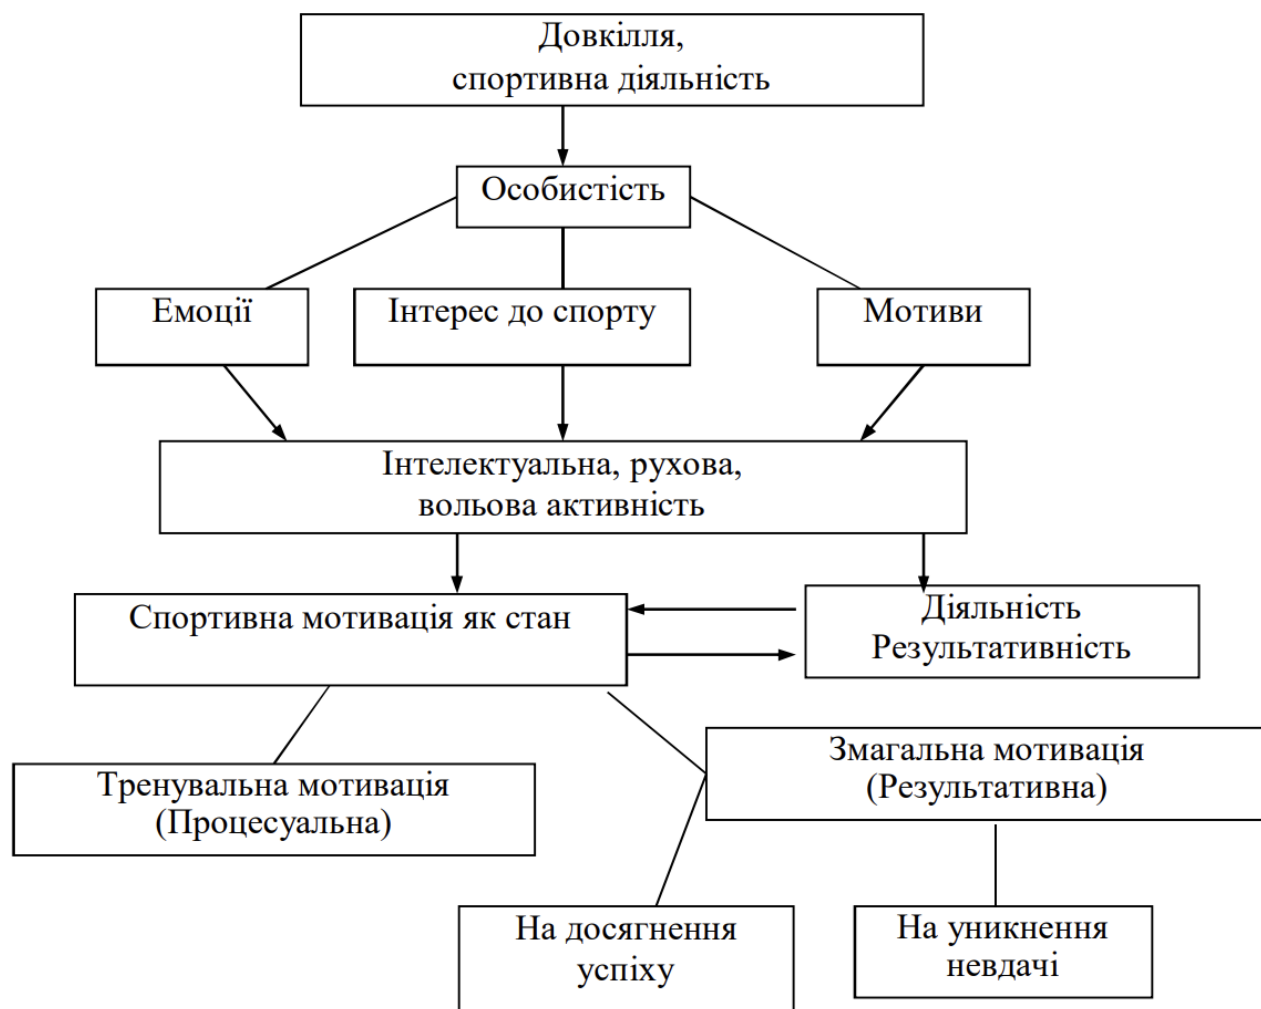 Довкілля,
спортивна діяльність
Особистість
Емоції
Інтерес до спорту
Мотиви
Інтелектуальна, рухова,
вольова активність
Спортивна мотивація як стан
Діяльність
Результативність
Тренувальна мотивація
(Процесуальна)
Змагальна мотивація
(Результативна)
На досягнення
успіху
На уникнення
невдачі